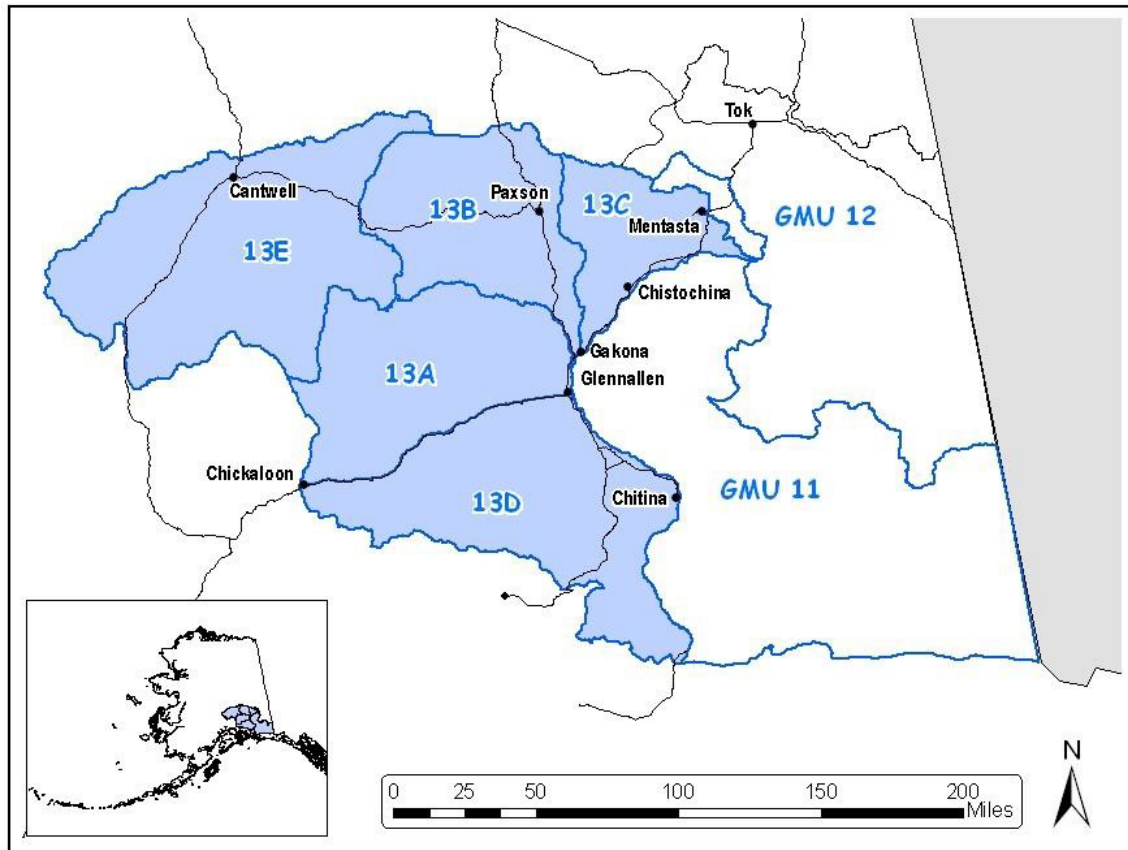 Tok
Cantwell
Paxson
13B
13C
Mentasta
GMU 12
13E
Chistochina
Gakona
13A
Glennallen
Chickaloon
13D
Chitina
GMU 11
N
0 25 50 100 150 200
Miles